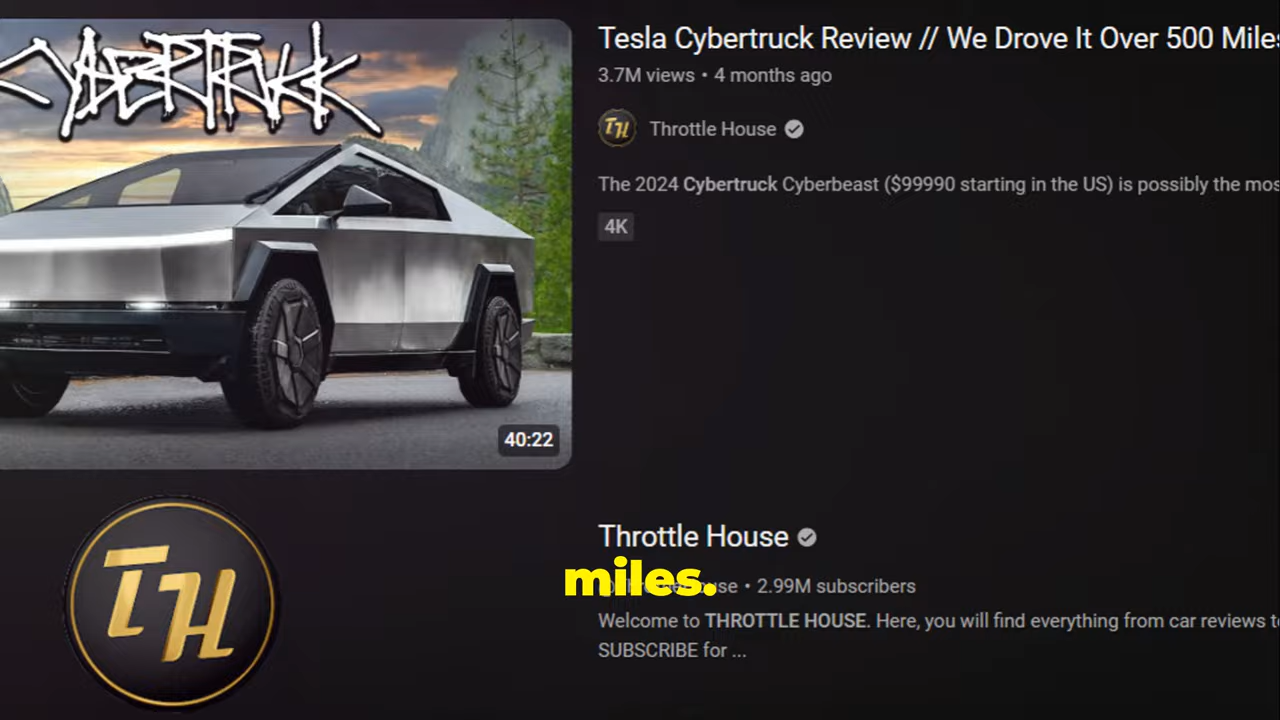 CYBERTRUCK
Tesla Cybertruck Review // We Drove It Over 500 Miles
3.7M views • 4 months ago
TH Throttle House
The 2024 Cybertruck Cyberbeast ($99990 starting in the US) is possibly the mos
4K
40:22
TH
Throttle House
miles.
• 2.99M subscribers
Welcome to THROTTLE HOUSE. Here, you will find everything from car reviews t
SUBSCRIBE for ...